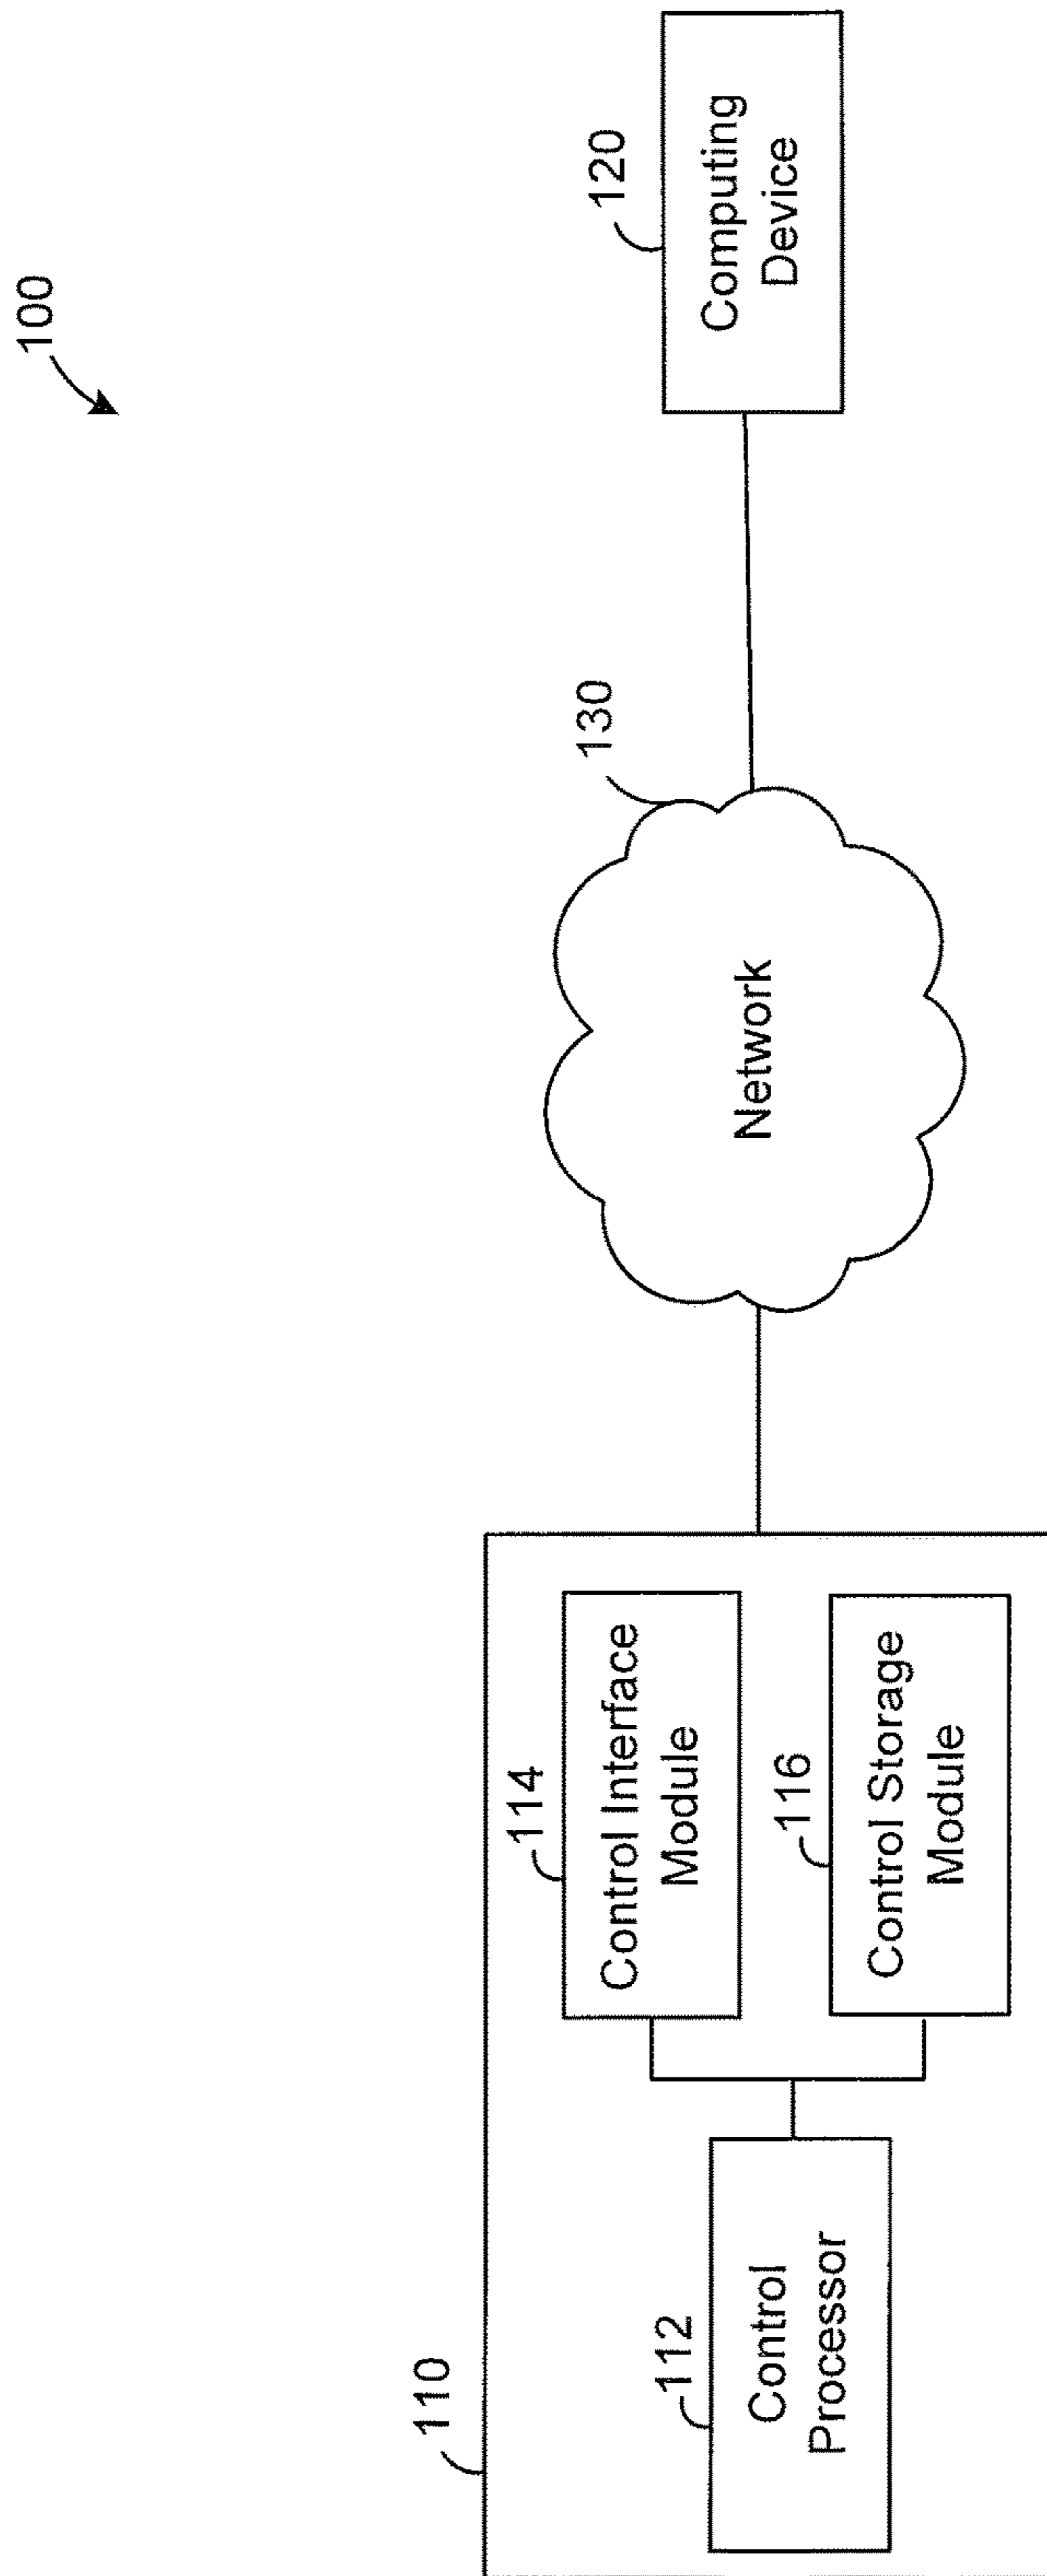 100
110
112
Control
Processor
114
Control Interface
Module
116
Control Storage
Module
130
Network
120
Computing
Device